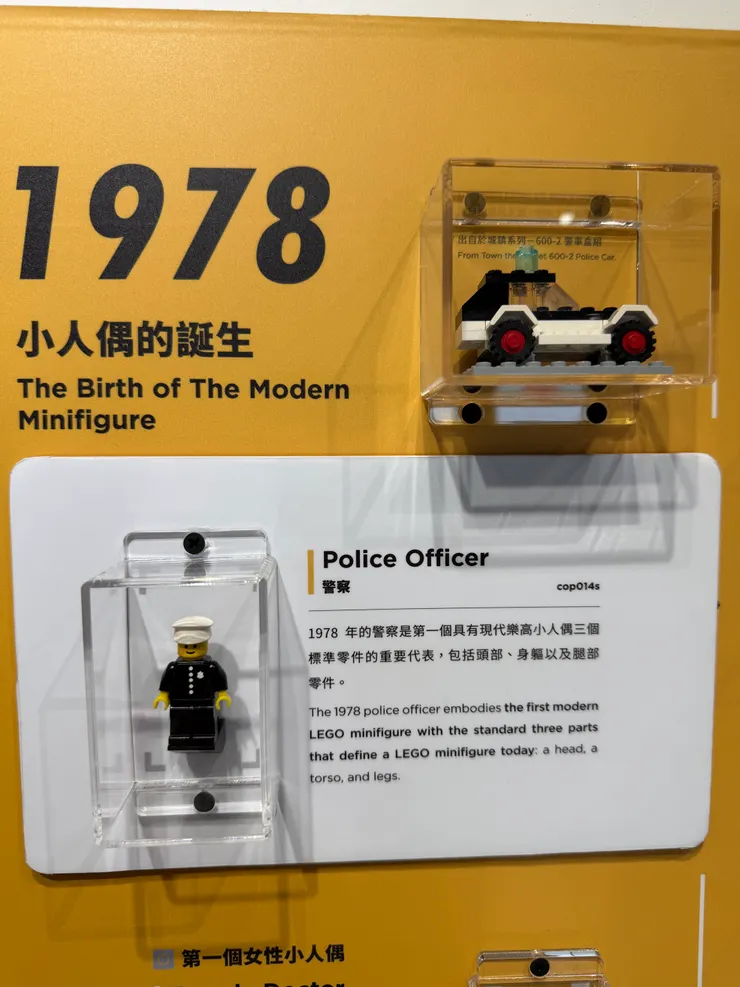 1978
小人偶的誕生
The Birth of The Modern
Minifigure
出自於城鎮系列－600-2 警車盒組
From Town the set 600-2 Police Car.
Police Officer
警察
cop014s
1978 年的警察是第一個具有現代樂高小人偶三個
標準零件的重要代表，包括頭部、身軀以及腿部
零件。
The 1978 police officer embodies the first modern
LEGO minifigure with the standard three parts
that define a LEGO minifigure today: a head, a
torso, and legs.
第一個女性小人偶
Doctor